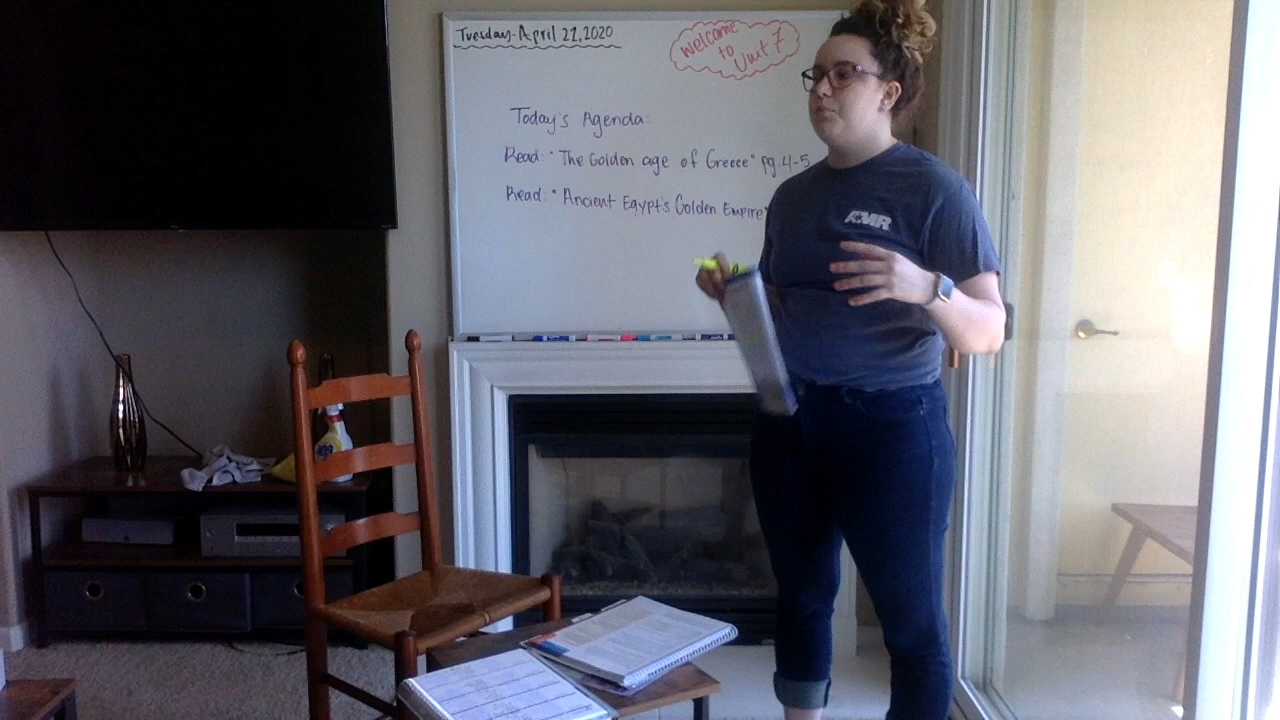 Tuesday-April 21,2020
Welcome
to
Unit 7
Today's Agenda:
Read: "The Golden age of Greece" pg.4-5
Read: "Ancient Egypt's Golden Empire"
AMR